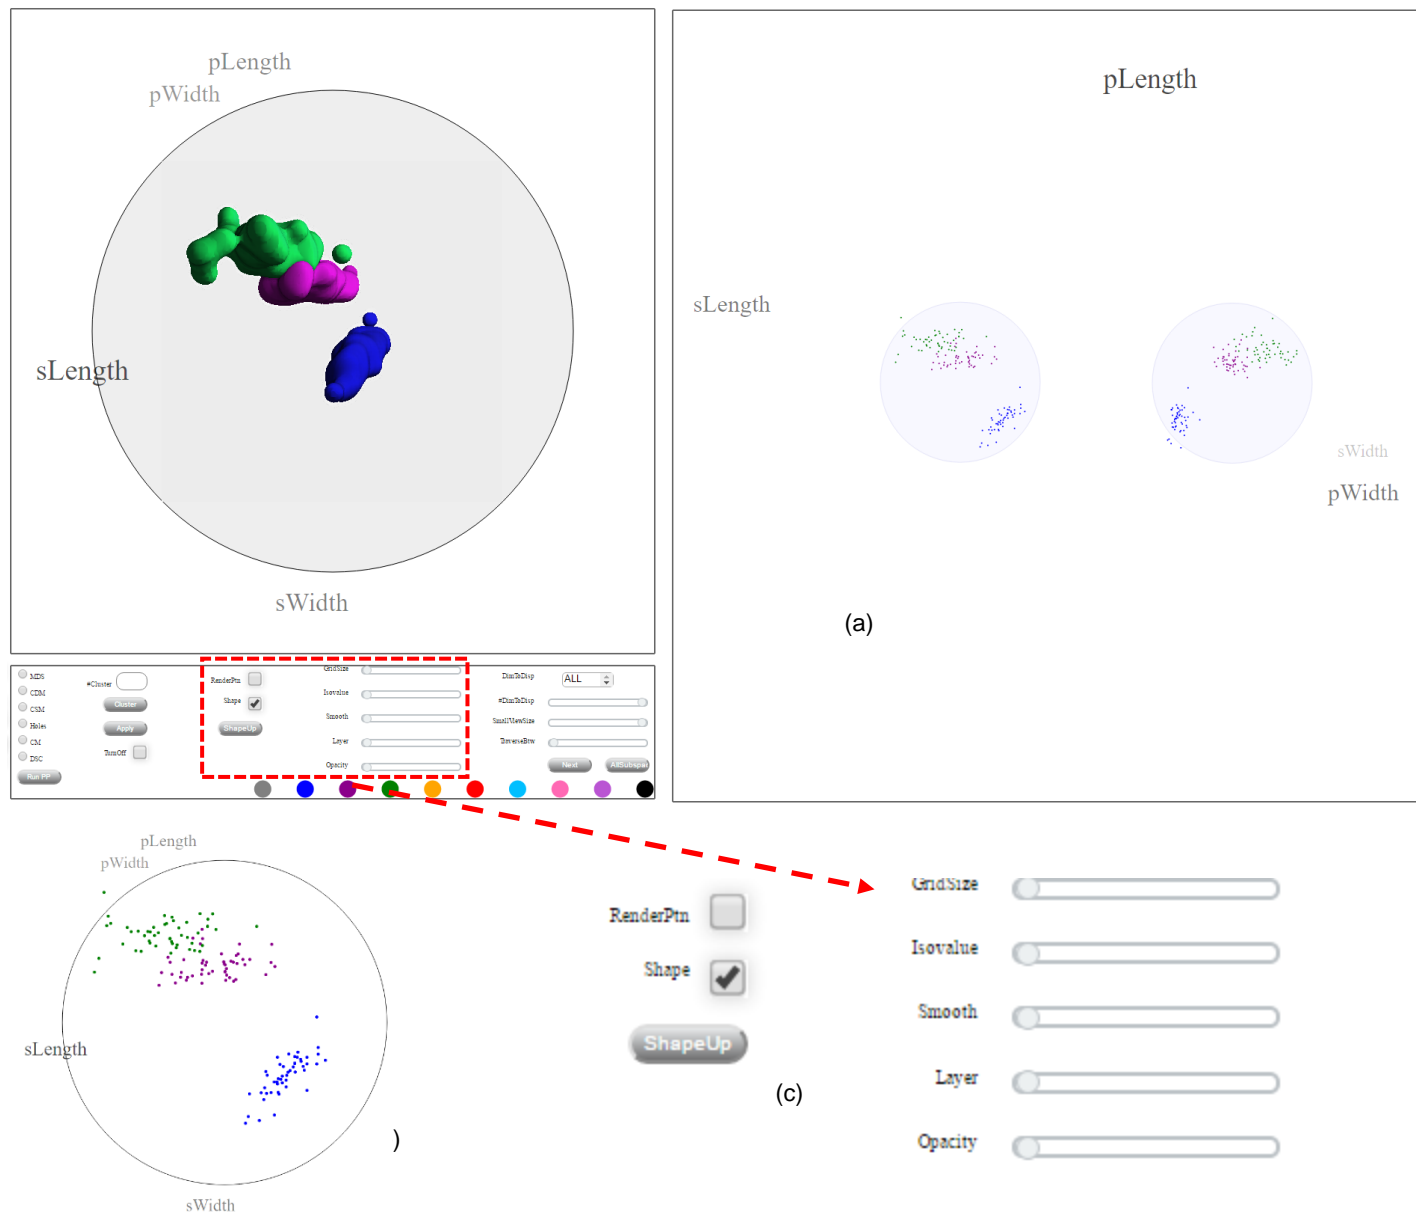 pLength
pWidth
sLength
sWidth
pLength
sLength
sWidth
pWidth
(a)
MDS
CDM
CSM
Holes
CM
DSC
Run PP
#Cluster
Cluster
Apply
TurnOff
RenderPtn
Shape
ShapeUp
GridSize
Isovalue
Smooth
Layer
Opacity
DimToDisp
ALL
#DimToDisp
SmallViewSize
TraverseBtw
Next
AllSubspa
pLength
pWidth
sLength
sWidth
)
RenderPtn
Shape
ShapeUp
(c)
GridSize
Isovalue
Smooth
Layer
Opacity